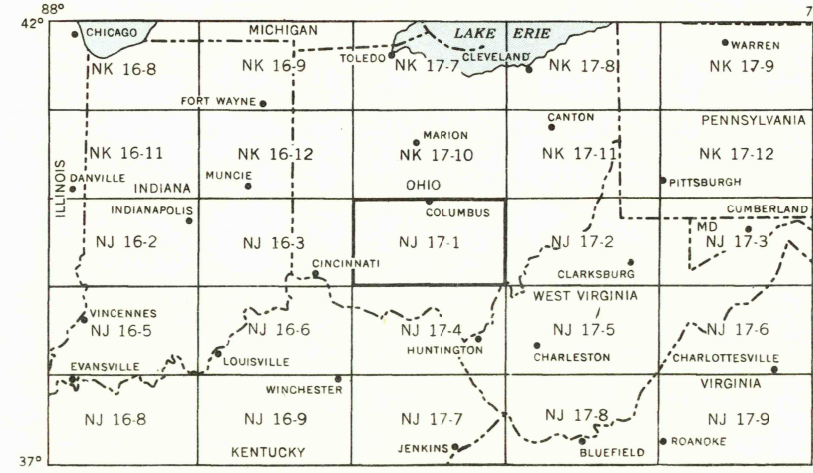 88°
7
42°
CHICAGO
MICHIGAN
LAKE ERIE
WARREN
TOLEDO
CLEVELAND
NK 16-8
NK 16-9
NK 17-7
NK 17-8
NK 17-9
FORT WAYNE
CANTON
PENNSYLVANIA
MARION
NK 16-11
NK 16-12
NK 17-10
NK 17-11
NK 17-12
ILLINOIS
DANVILLE
INDIANA
MUNCIE
OHIO
PITTSBURGH
INDIANAPOLIS
COLUMBUS
CUMBERLAND
MD
NJ 16-2
NJ 16-3
NJ 17-1
NJ 17-2
NJ 17-3
CINCINNATI
CLARKSBURG
WEST VIRGINIA
VINCENNES
NJ 16-5
NJ 16-6
NJ 17-4
NJ 17-5
NJ 17-6
HUNTINGTON
LOUISVILLE
CHARLESTON
CHARLOTTESVILLE
EVANSVILLE
WINCHESTER
VIRGINIA
NJ 16-8
NJ 16-9
NJ 17-7
NJ 17-8
NJ 17-9
37°
KENTUCKY
JENKINS
BLUEFIELD
ROANOKE